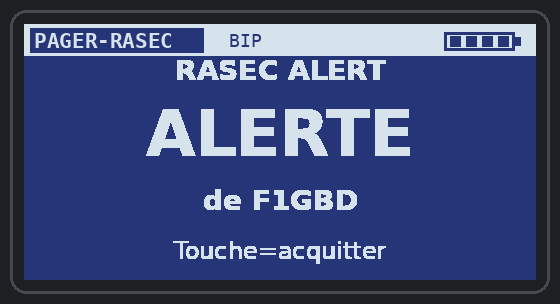 PAGER-RASEC BIP
RASEC ALERT
ALERTE
de F1GBD
Touche=acquitter